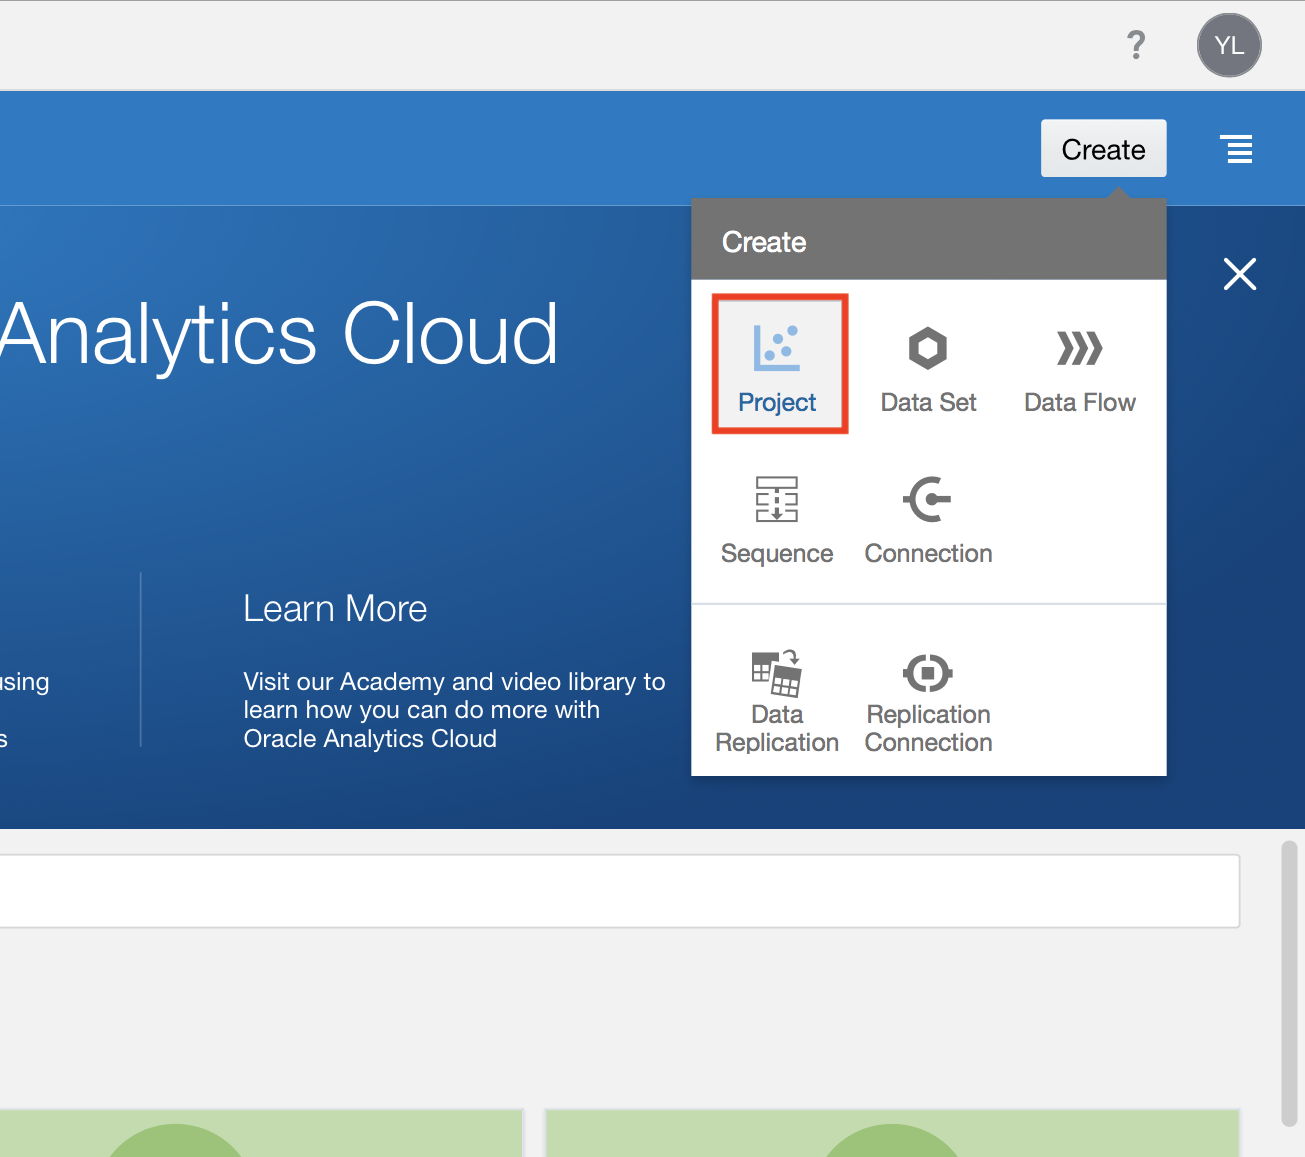 ?
YL
Create
Create
Analytics Cloud
Project
Data Set
Data Flow
Sequence
Connection
Learn More
Visit our Academy and video library to
learn how you can do more with
Oracle Analytics Cloud
Data
Replication
Replication
Connection